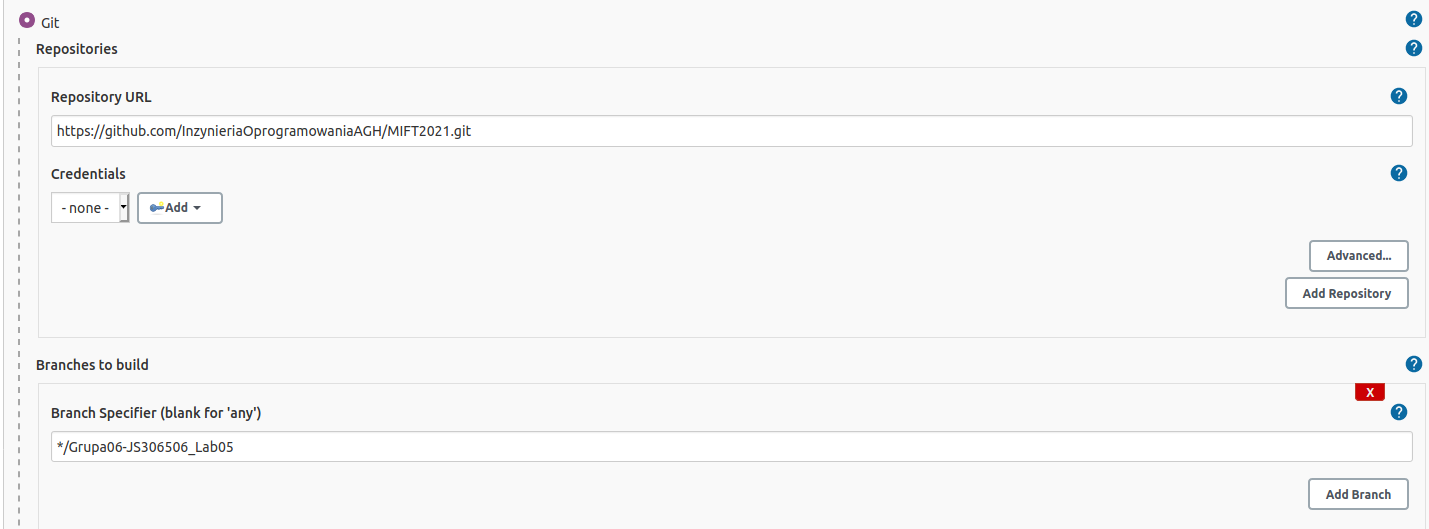 Git
?
Repositories
?
Repository URL
?
https://github.com/InzynieriaOprogramowaniaAGH/MIFT2021.git
Credentials
?
- none -
Add
Advanced...
Add Repository
Branches to build
?
X
Branch Specifier (blank for 'any')
?
*/Grupa06-JS306506_Lab05
Add Branch